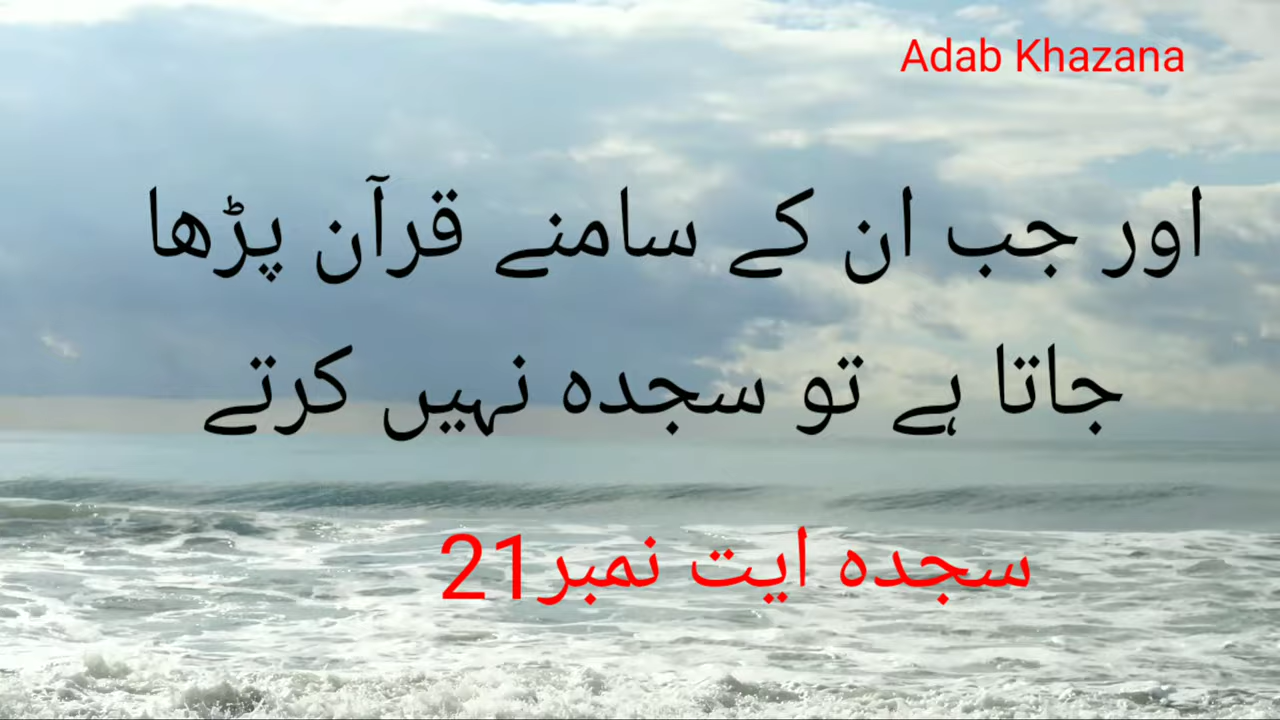 Adab Khazana
اور جب ان کے سامنے قرآن پڑھا
جاتا ہے تو سجدہ نہیں کرتے
سجدہ ایت نمبر21